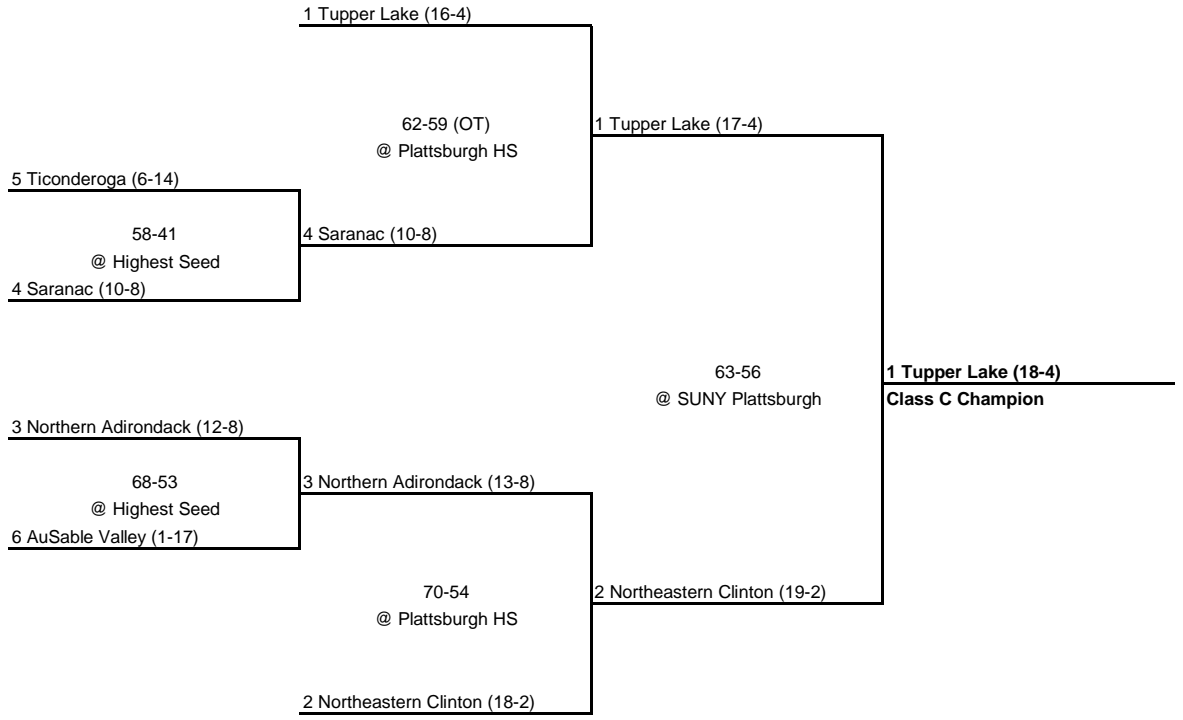 1 Tupper Lake (16-4)
62-59 (OT)
@ Plattsburgh HS
1 Tupper Lake (17-4)
5 Ticonderoga (6-14)
58-41
@ Highest Seed
4 Saranac (10-8)
4 Saranac (10-8)
63-56
@ SUNY Plattsburgh
1 Tupper Lake (18-4)
Class C Champion
3 Northern Adirondack (12-8)
68-53
@ Highest Seed
3 Northern Adirondack (13-8)
6 AuSable Valley (1-17)
70-54
@ Plattsburgh HS
2 Northeastern Clinton (19-2)
2 Northeastern Clinton (18-2)